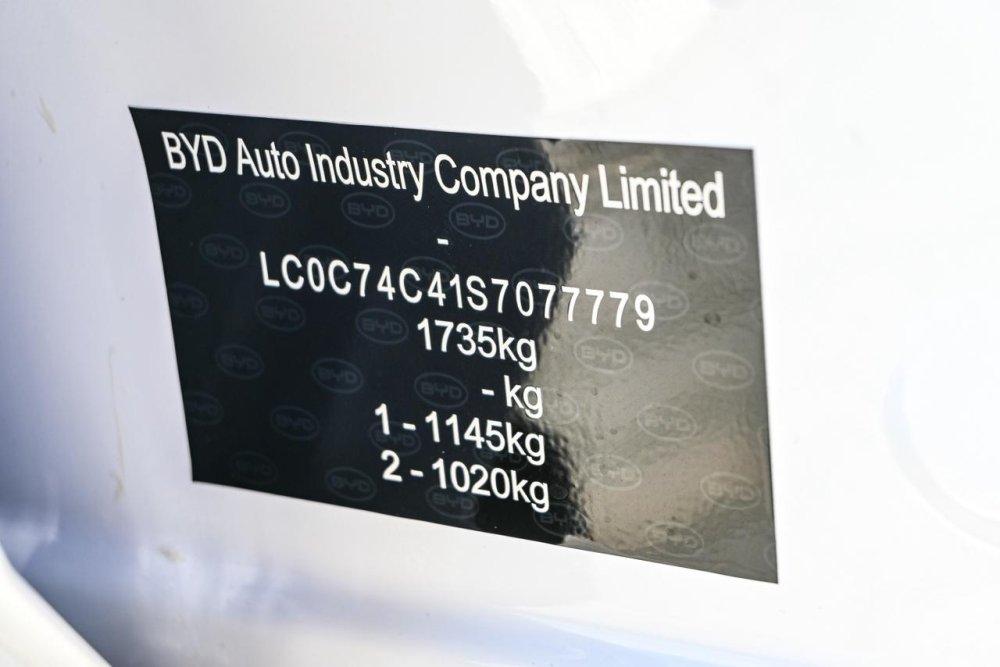 BYD Auto Industry Company Limited
-
LC0C74C41S7077779
1735kg
- kg
1 - 1145kg
2 - 1020kg